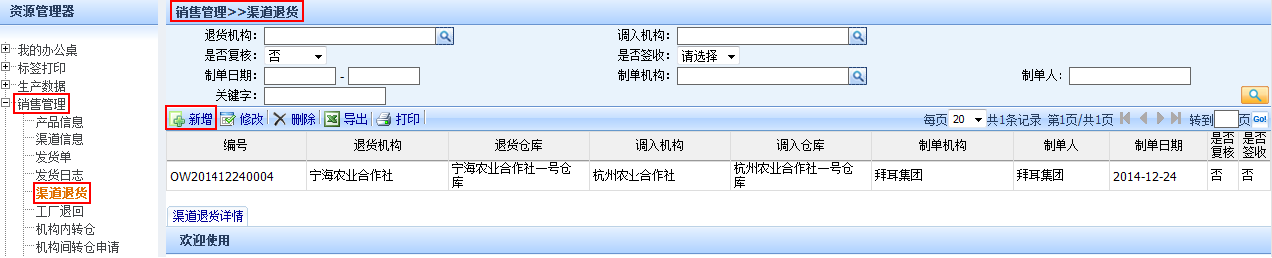 资源管理器
我的办公桌
标签打印
生产数据
销售管理
产品信息
渠道信息
发货单
发货日志
渠道退货
工厂退回
机构内转仓
机构间转仓申请
销售管理>>渠道退货
退货机构: 调入机构:
是否复核: 否 是否签收: 请选择
制单日期: - 制单机构: 制单人:
关键字:
新增 修改 删除 导出 打印 每页 20 共1条记录 第1页/共1页 转到 页 Go!
编号 退货机构 退货仓库 调入机构 调入仓库 制单机构 制单人 制单日期 是否复核 是否签收
OW201412240004 宁海农业合作社 宁海农业合作社一号仓库 杭州农业合作社 杭州农业合作社一号仓库 拜耳集团 拜耳集团 2014-12-24 否 否
渠道退货详情
欢迎使用